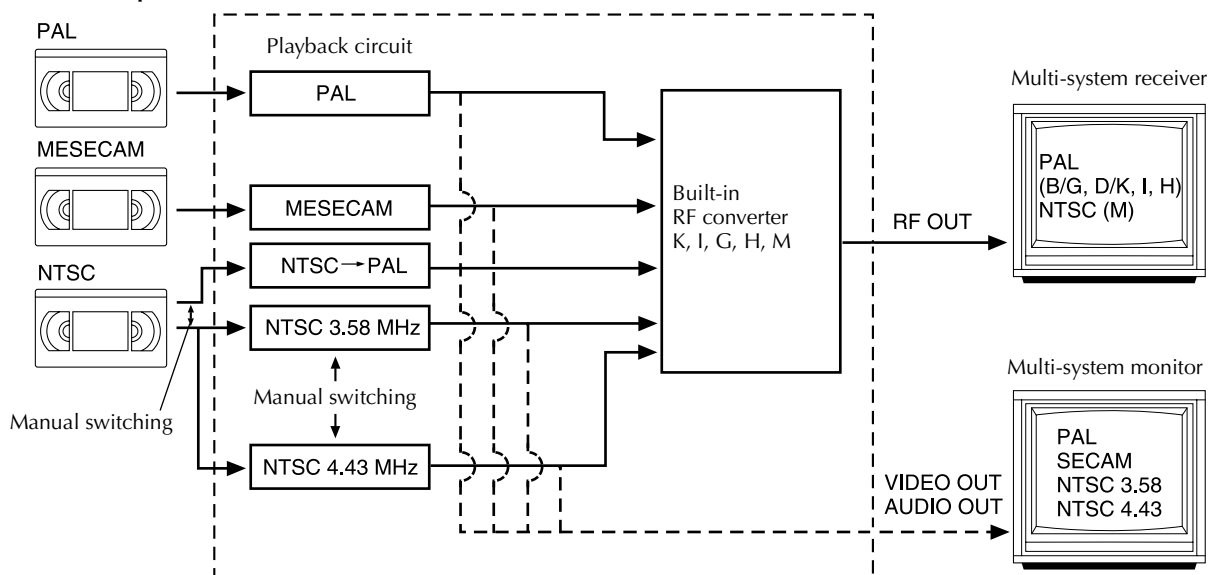 PAL
Playback circuit
PAL
MESECAM
MESECAM
NTSC
NTSC→PAL
NTSC 3.58 MHz
Manual switching
Manual switching
NTSC 4.43 MHz
Built-in
RF converter
K, I, G, H, M
RF OUT
Multi-system receiver
PAL
(B/G, D/K, I, H)
NTSC (M)
VIDEO OUT
AUDIO OUT
Multi-system monitor
PAL
SECAM
NTSC 3.58
NTSC 4.43